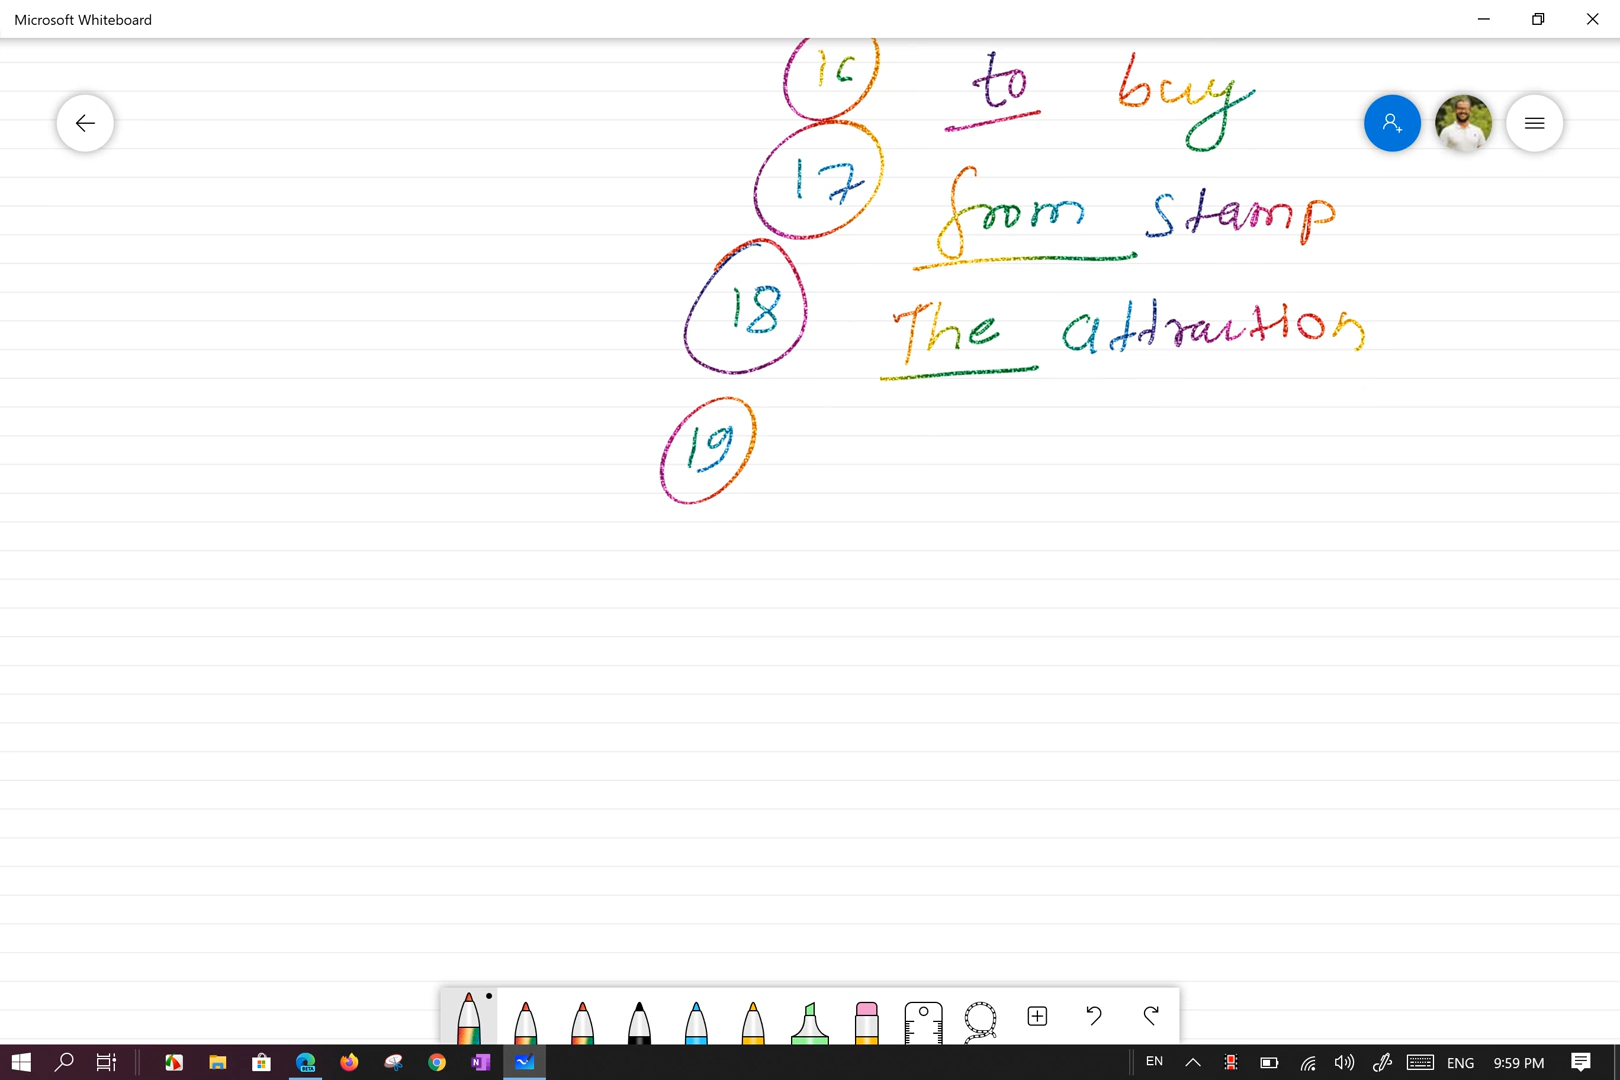 Microsoft Whiteboard
16 to buy
17 from stamp
18 The attraction
19
EN
ENG
9:59 PM